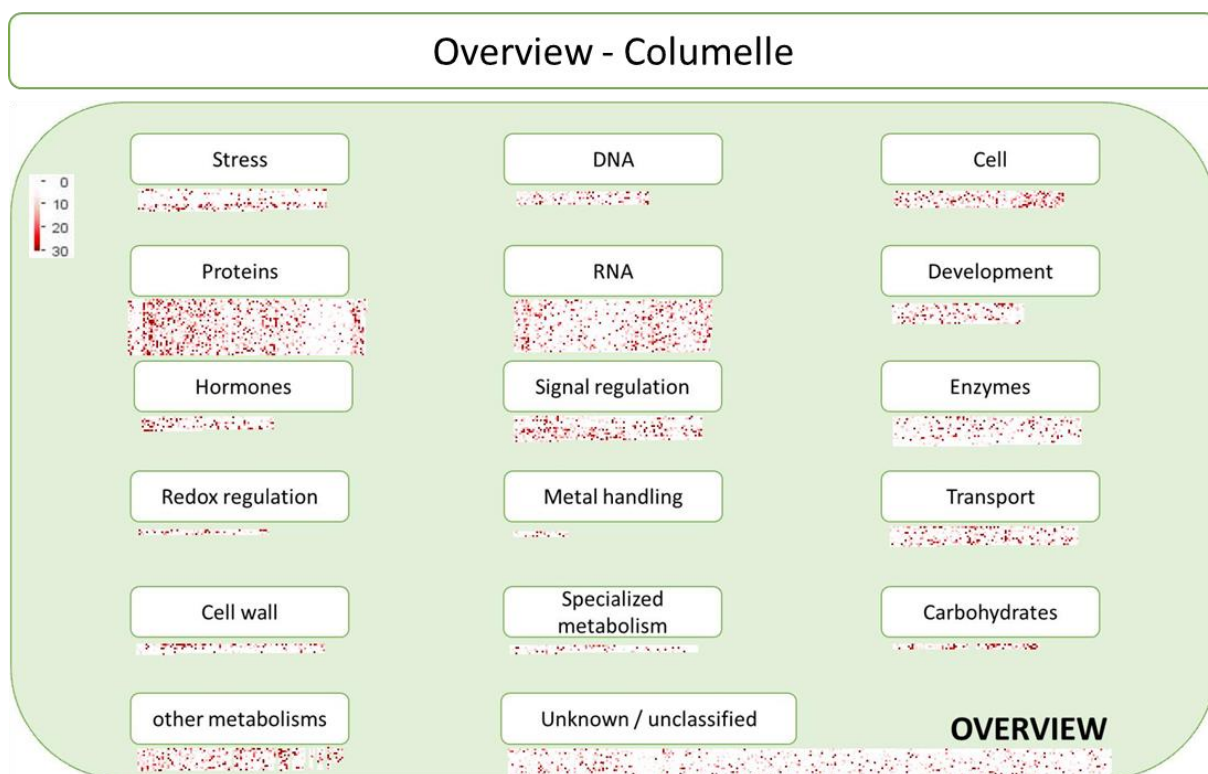 Overview - Columelle
Stress
DNA
Cell
0
10
20
30
Proteins
RNA
Development
Hormones
Signal regulation
Enzymes
Redox regulation
Metal handling
Transport
Cell wall
Specialized
metabolism
Carbohydrates
other metabolisms
Unknown / unclassified
OVERVIEW